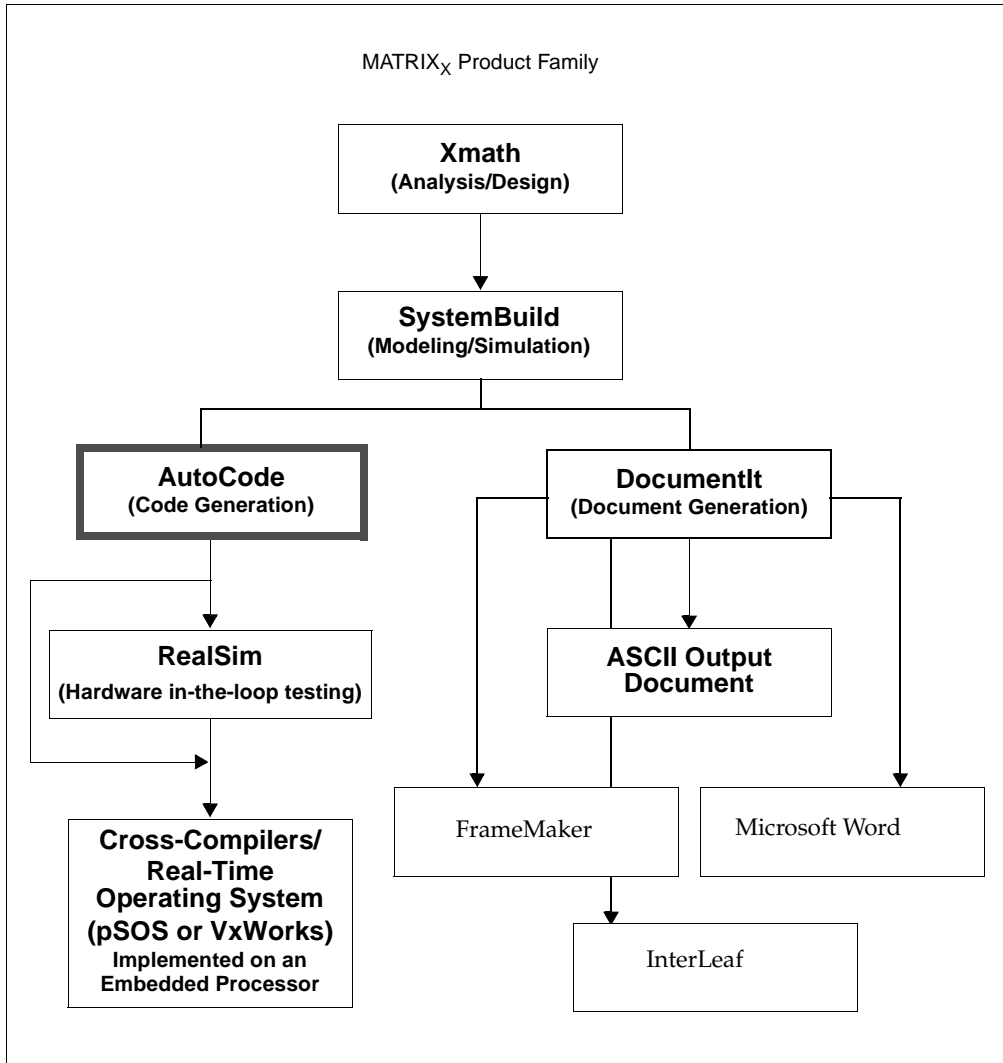 MATRIXX Product Family
Xmath
(Analysis/Design)
SystemBuild
(Modeling/Simulation)
AutoCode
(Code Generation)
DocumentIt
(Document Generation)
RealSim
(Hardware in-the-loop testing)
ASCII Output
Document
FrameMaker
Microsoft Word
Cross-Compilers/
Real-Time
Operating System
(pSOS or VxWorks)
Implemented on an
Embedded Processor
InterLeaf